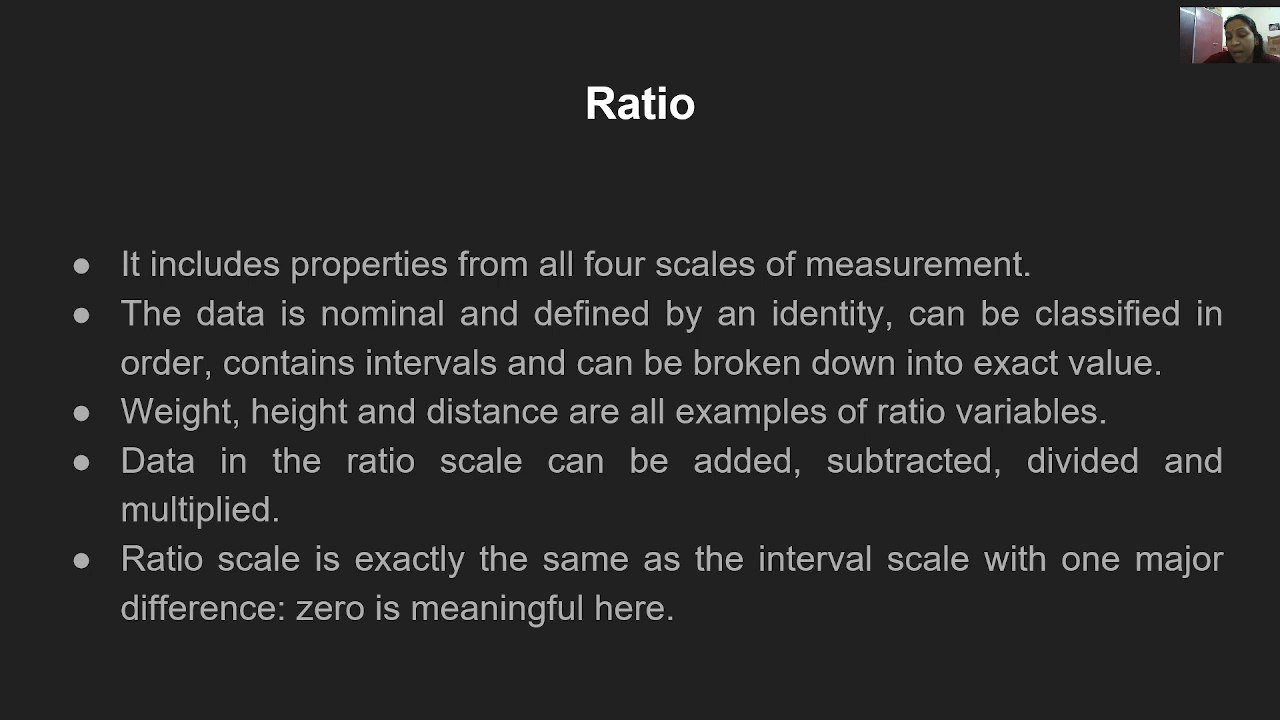 Ratio
● It includes properties from all four scales of measurement.
● The data is nominal and defined by an identity, can be classified in
order, contains intervals and can be broken down into exact value.
● Weight, height and distance are all examples of ratio variables.
● Data in the ratio scale can be added, subtracted, divided and
multiplied.
● Ratio scale is exactly the same as the interval scale with one major
difference: zero is meaningful here.